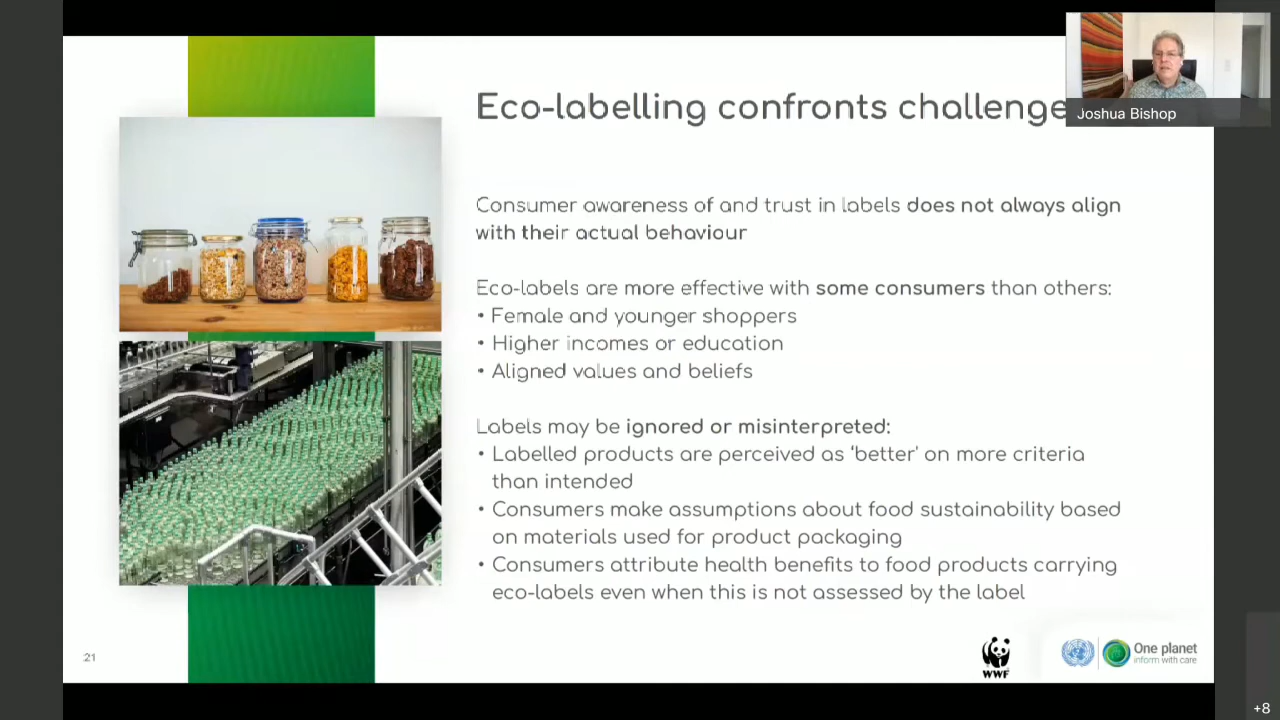 Eco-labelling confronts challenge
Joshua Bishop
Consumer awareness of and trust in labels does not always align
with their actual behaviour
Eco-labels are more effective with some consumers than others:
• Female and younger shoppers
• Higher incomes or education
• Aligned values and beliefs
Labels may be ignored or misinterpreted:
• Labelled products are perceived as ‘better’ on more criteria
than intended
• Consumers make assumptions about food sustainability based
on materials used for product packaging
• Consumers attribute health benefits to food products carrying
eco-labels even when this is not assessed by the label
21
WWF
One planet
inform with care
+8